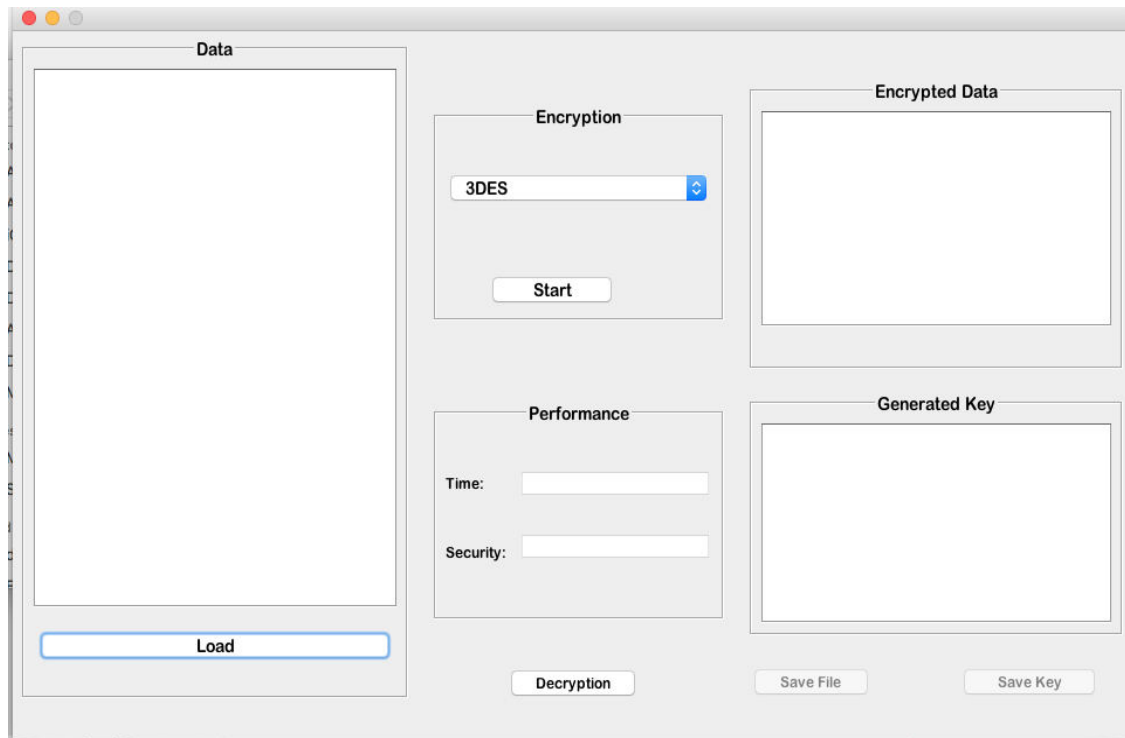 Data
Load
Encryption
3DES
Start
Performance
Time:
Security:
Decryption
Encrypted Data
Generated Key
Save File
Save Key